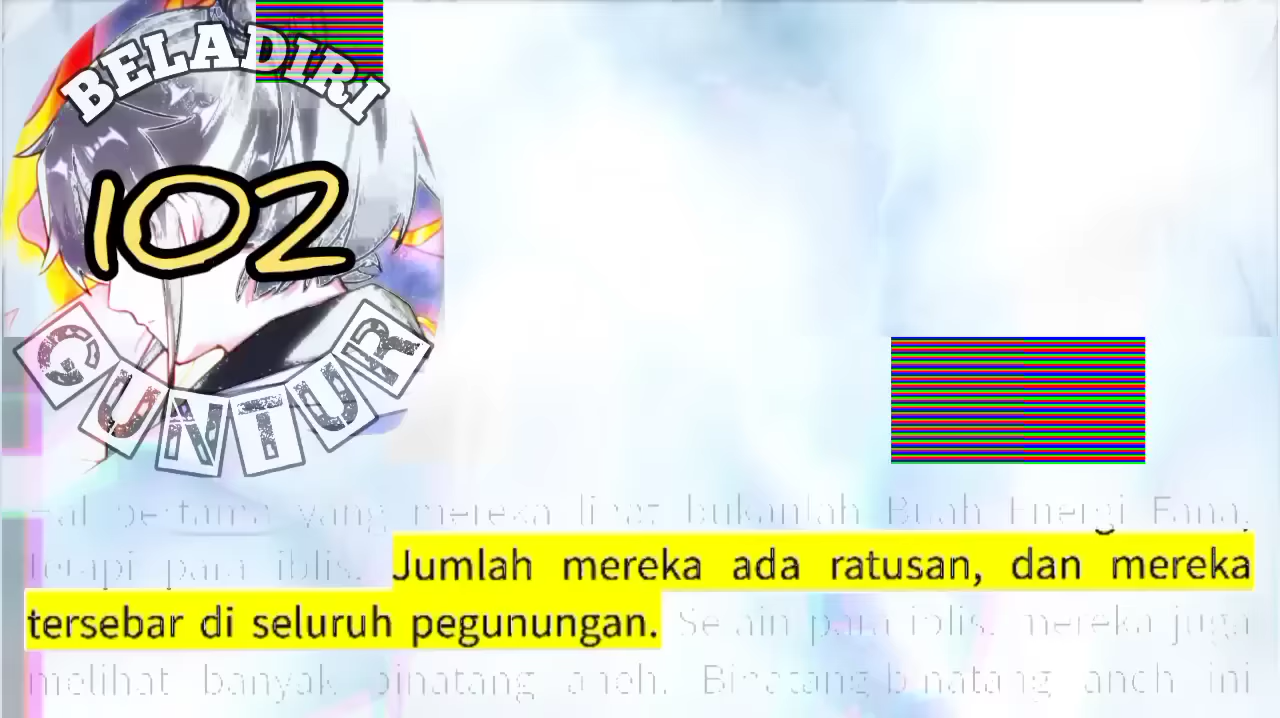 BELADIRI
102
GUNTUR
Hal pertama yang mereka lihat bukanlah Buah Energi Fana,
tetapi para iblis. Jumlah mereka ada ratusan, dan mereka
tersebar di seluruh pegunungan. Selain para iblis, mereka juga
melihat banyak binatang aneh. Binatang-binatang aneh ini